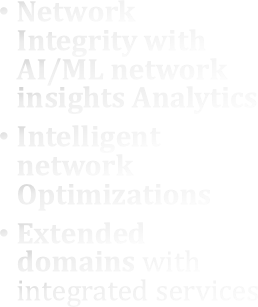 • Network
Integrity with
AI/ML network
insights Analytics
• Intelligent
network
Optimizations
• Extended
domains with
integrated services